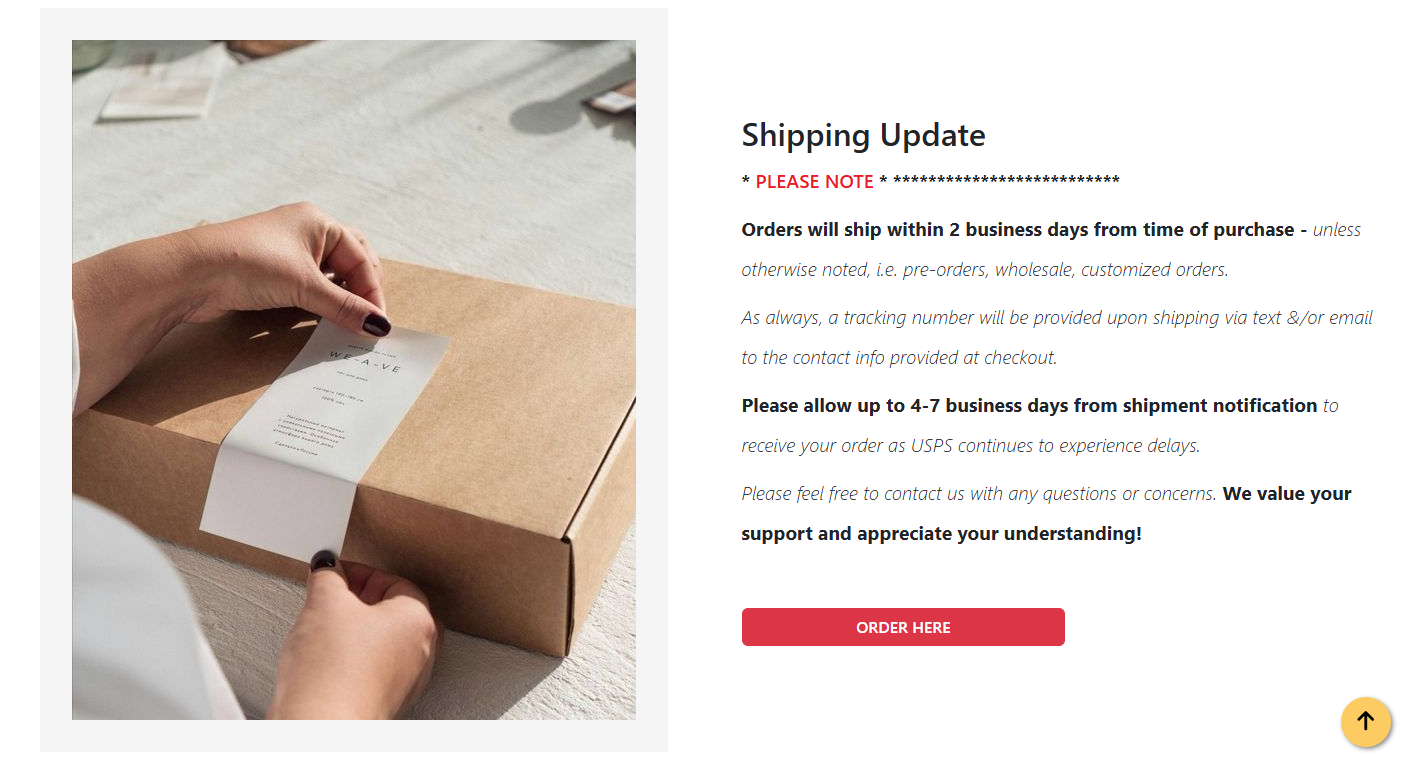 WE-A-VE
100% лён
Сделано в России
Shipping Update
* PLEASE NOTE * **************************
Orders will ship within 2 business days from time of purchase - unless
otherwise noted, i.e. pre-orders, wholesale, customized orders.
As always, a tracking number will be provided upon shipping via text &/or email
to the contact info provided at checkout.
Please allow up to 4-7 business days from shipment notification to
receive your order as USPS continues to experience delays.
Please feel free to contact us with any questions or concerns. We value your
support and appreciate your understanding!
ORDER HERE